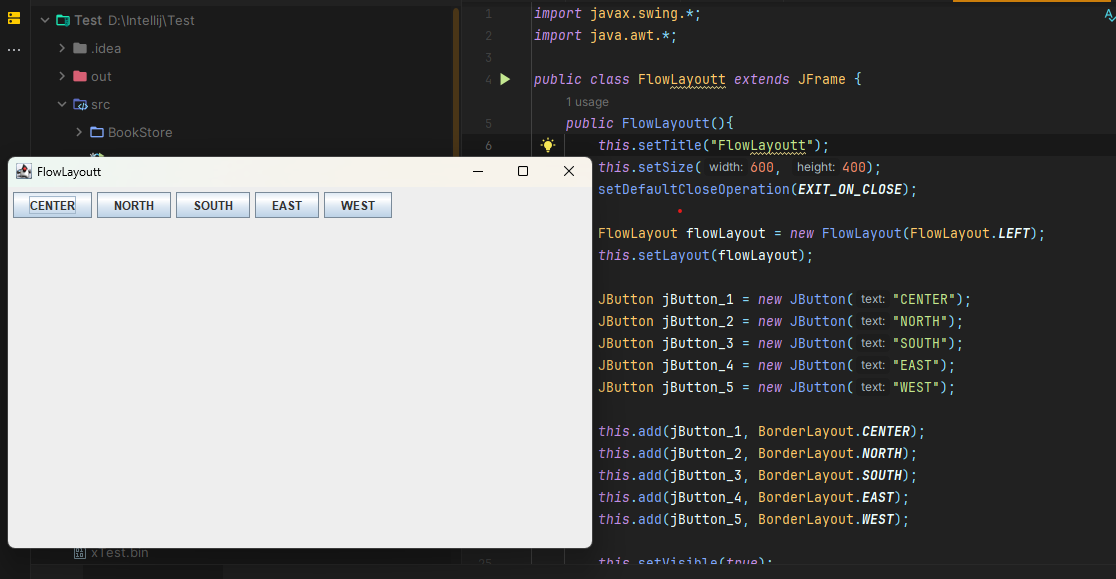 Test D:\Intellij\Test
.idea
out
src
BookStore
xTest.bin
FlowLayoutt
CENTER NORTH SOUTH EAST WEST
1 import javax.swing.*;
2 import java.awt.*;
3
4 public class FlowLayoutt extends JFrame {
1 usage
5 public FlowLayoutt(){
6 this.setTitle("FlowLayoutt");
this.setSize( width: 600, height: 400);
setDefaultCloseOperation(EXIT_ON_CLOSE);
FlowLayout flowLayout = new FlowLayout(FlowLayout.LEFT);
this.setLayout(flowLayout);
JButton jButton_1 = new JButton( text: "CENTER");
JButton jButton_2 = new JButton( text: "NORTH");
JButton jButton_3 = new JButton( text: "SOUTH");
JButton jButton_4 = new JButton( text: "EAST");
JButton jButton_5 = new JButton( text: "WEST");
this.add(jButton_1, BorderLayout.CENTER);
this.add(jButton_2, BorderLayout.NORTH);
this.add(jButton_3, BorderLayout.SOUTH);
this.add(jButton_4, BorderLayout.EAST);
this.add(jButton_5, BorderLayout.WEST);
25 this.setVisible(true);